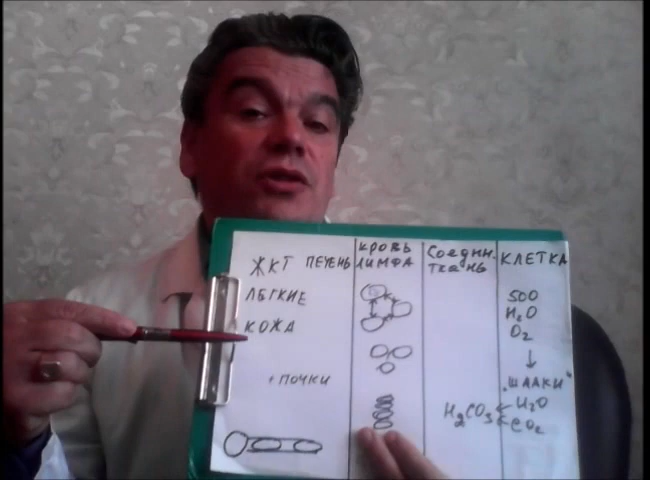 ЖКТ ПЕЧЕНЬ
ЛЕГКИЕ
КОЖА
+ ПОЧКИ
КРОВЬ
ЛИМФА
Соедин.
ткань
КЛЕТКА
500
H₂O
O₂
↓
„ШЛАКИ"
H₂CO₃ < H₂O
CO₂